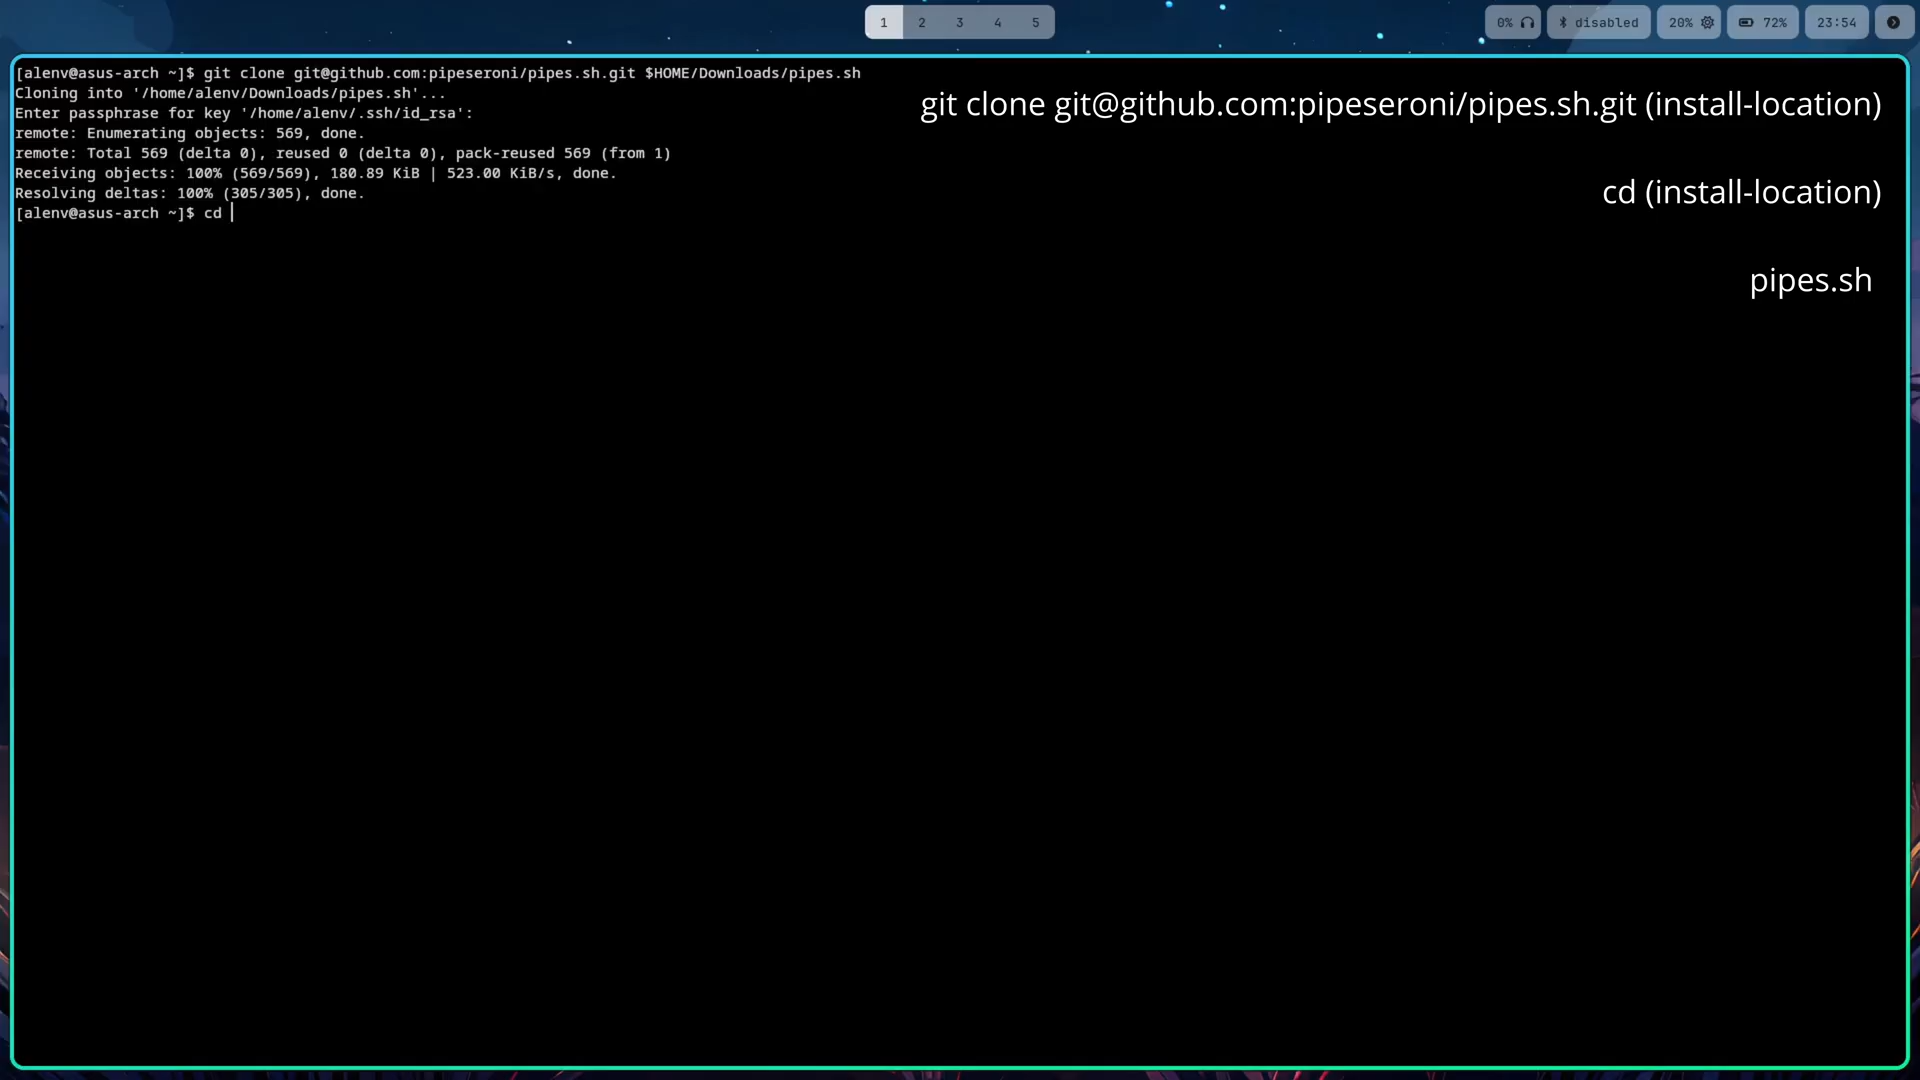 1 2 3 4 5
0% disabled 20% 72% 23:54
[alenv@asus-arch ~]$ git clone git@github.com:pipeseroni/pipes.sh.git $HOME/Downloads/pipes.sh
Cloning into '/home/alenv/Downloads/pipes.sh'...
Enter passphrase for key '/home/alenv/.ssh/id_rsa':
remote: Enumerating objects: 569, done.
remote: Total 569 (delta 0), reused 0 (delta 0), pack-reused 569 (from 1)
Receiving objects: 100% (569/569), 180.89 KiB | 523.00 KiB/s, done.
Resolving deltas: 100% (305/305), done.
[alenv@asus-arch ~]$ cd
git clone git@github.com:pipeseroni/pipes.sh.git (install-location)
cd (install-location)
pipes.sh